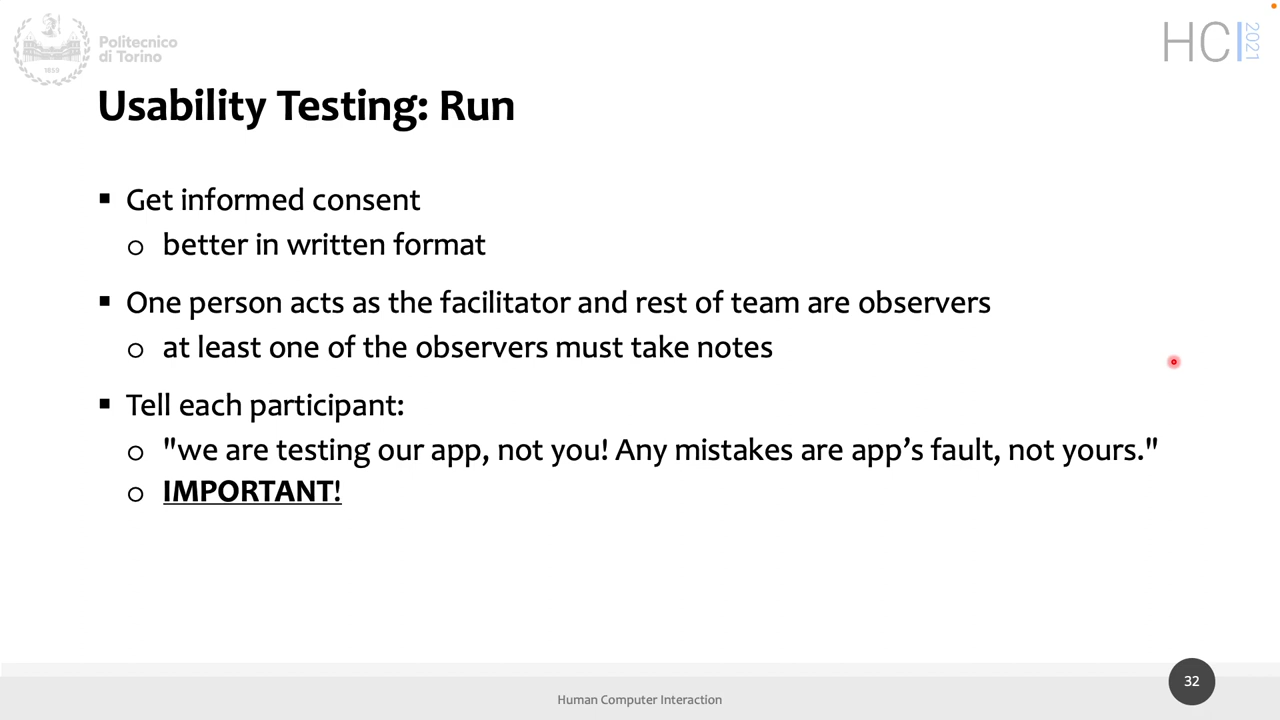 Politecnico
di Torino
1859
HCI 2021
Usability Testing: Run
▪ Get informed consent
o better in written format
▪ One person acts as the facilitator and rest of team are observers
o at least one of the observers must take notes
▪ Tell each participant:
o "we are testing our app, not you! Any mistakes are app’s fault, not yours."
o IMPORTANT!
Human Computer Interaction
32